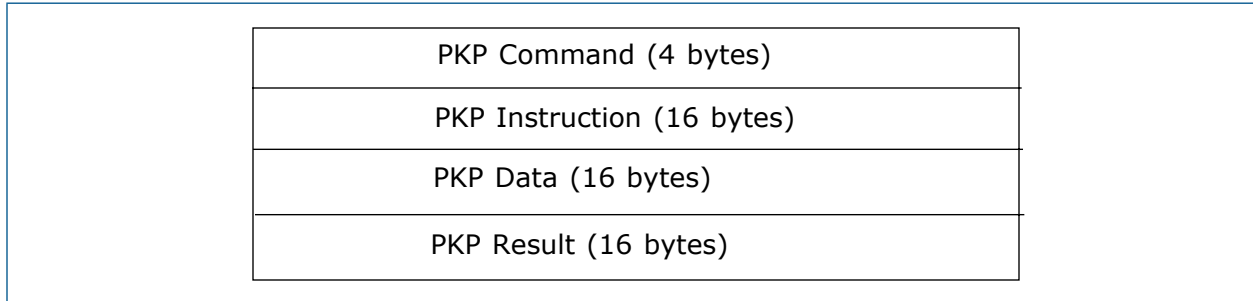 PKP Command (4 bytes)
PKP Instruction (16 bytes)
PKP Data (16 bytes)
PKP Result (16 bytes)